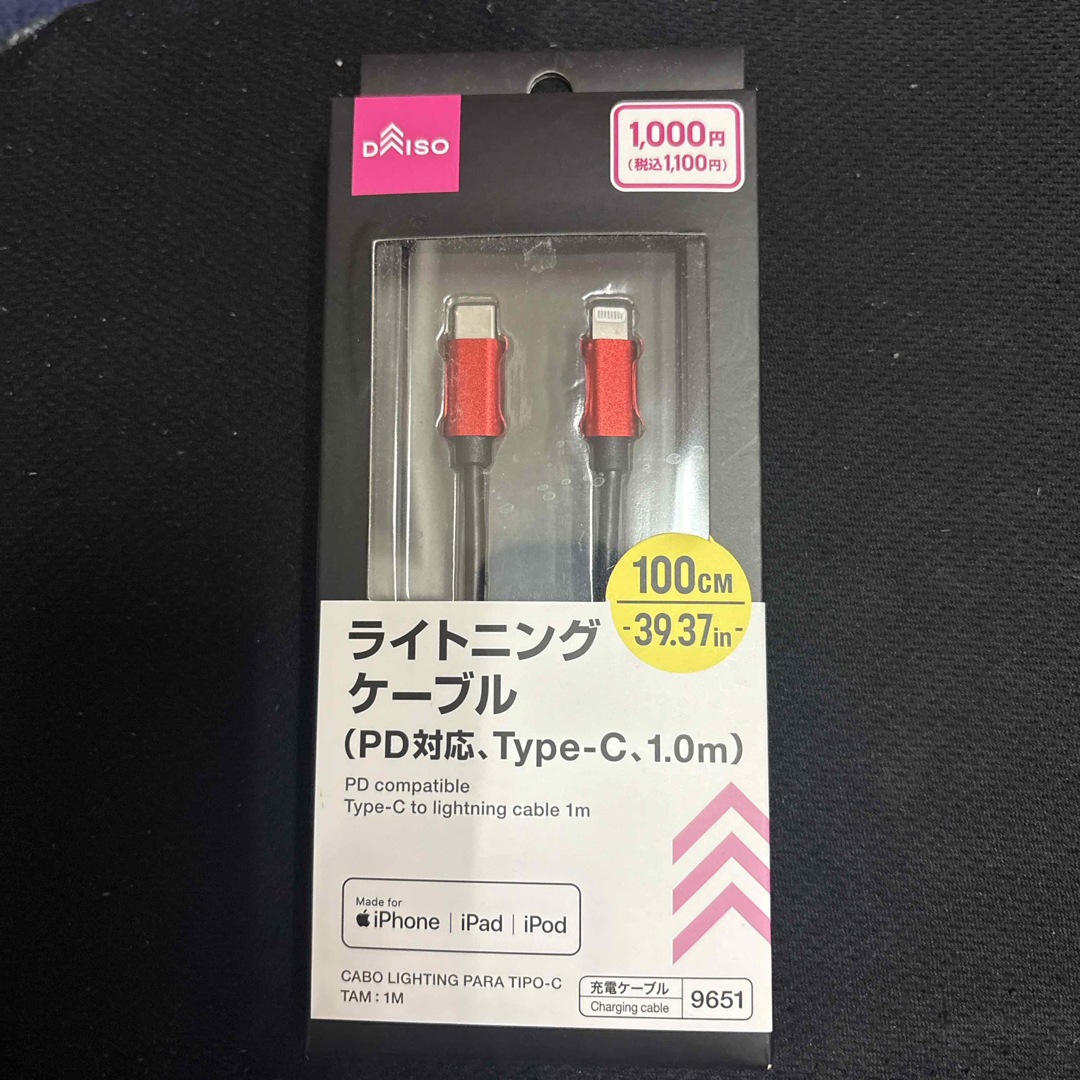 DAISO
1,000円
(税込1,100円)
100CM
-39.37in-
ライトニング
ケーブル
(PD対応、Type-C、1.0m)
PD compatible
Type-C to lightning cable 1m
Made for
iPhone | iPad | iPod
CABO LIGHTING PARA TIPO-C
TAM : 1M
充電ケーブル
Charging cable
9651